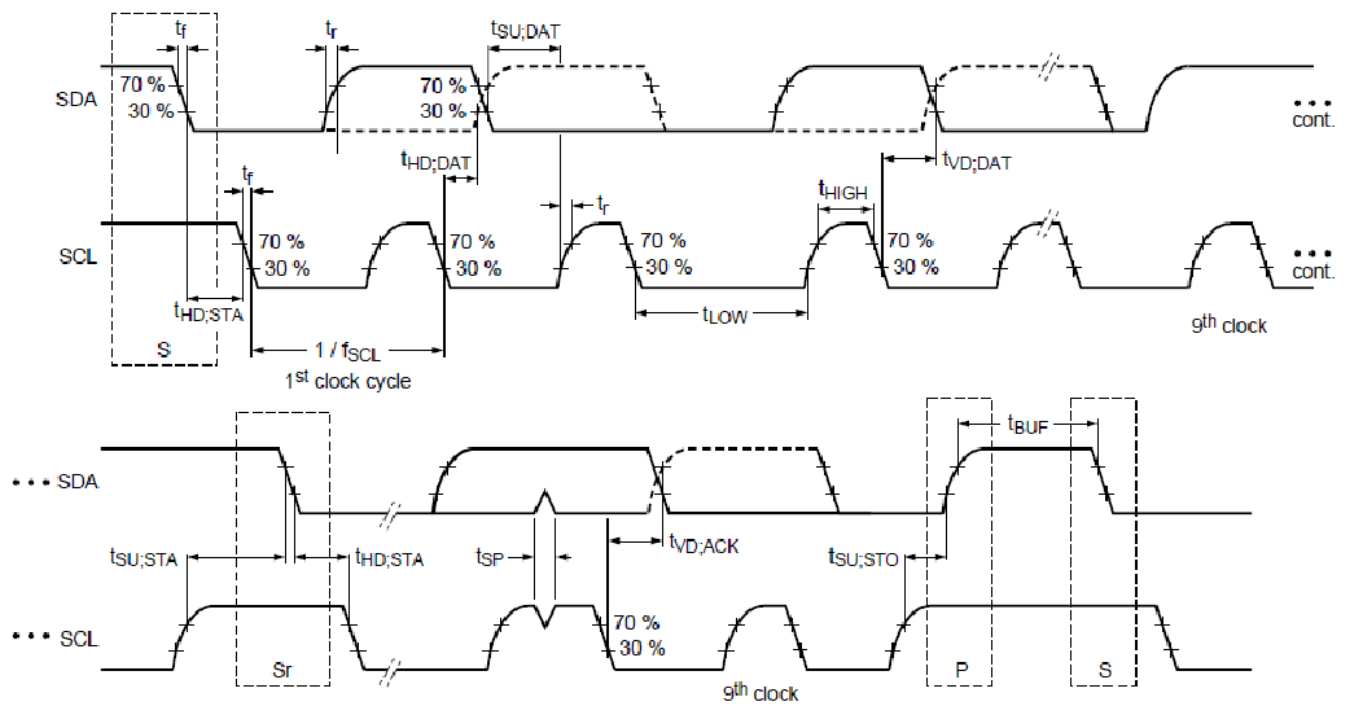 tf tr tSU;DAT
70 % 70 %
SDA
30 % 30 %
cont.
tHD;DAT tVD;DAT
tf tr tHIGH
70 % 70 % 70 % 70 %
SCL
30 % 30 % 30 % 30 %
cont.
tHD;STA tLOW 9th clock
S 1 / fSCL
1st clock cycle
tBUF
SDA
tSU;STA tHD;STA tSP tVD;ACK tSU;STO
70 %
SCL
30 %
Sr P S
9th clock